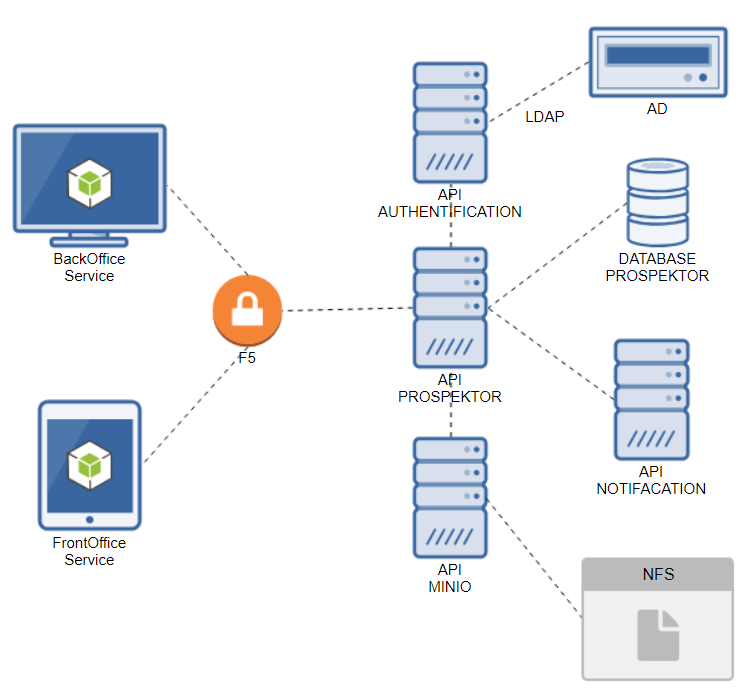 AD
LDAP
API
AUTHENTIFICATION
BackOffice
Service
DATABASE
PROSPEKTOR
F5
API
PROSPEKTOR
API
NOTIFACATION
FrontOffice
Service
API
MINIO
NFS